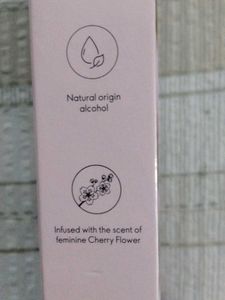 Natural origin
alcohol
Infused with the scent of
feminine Cherry Flower